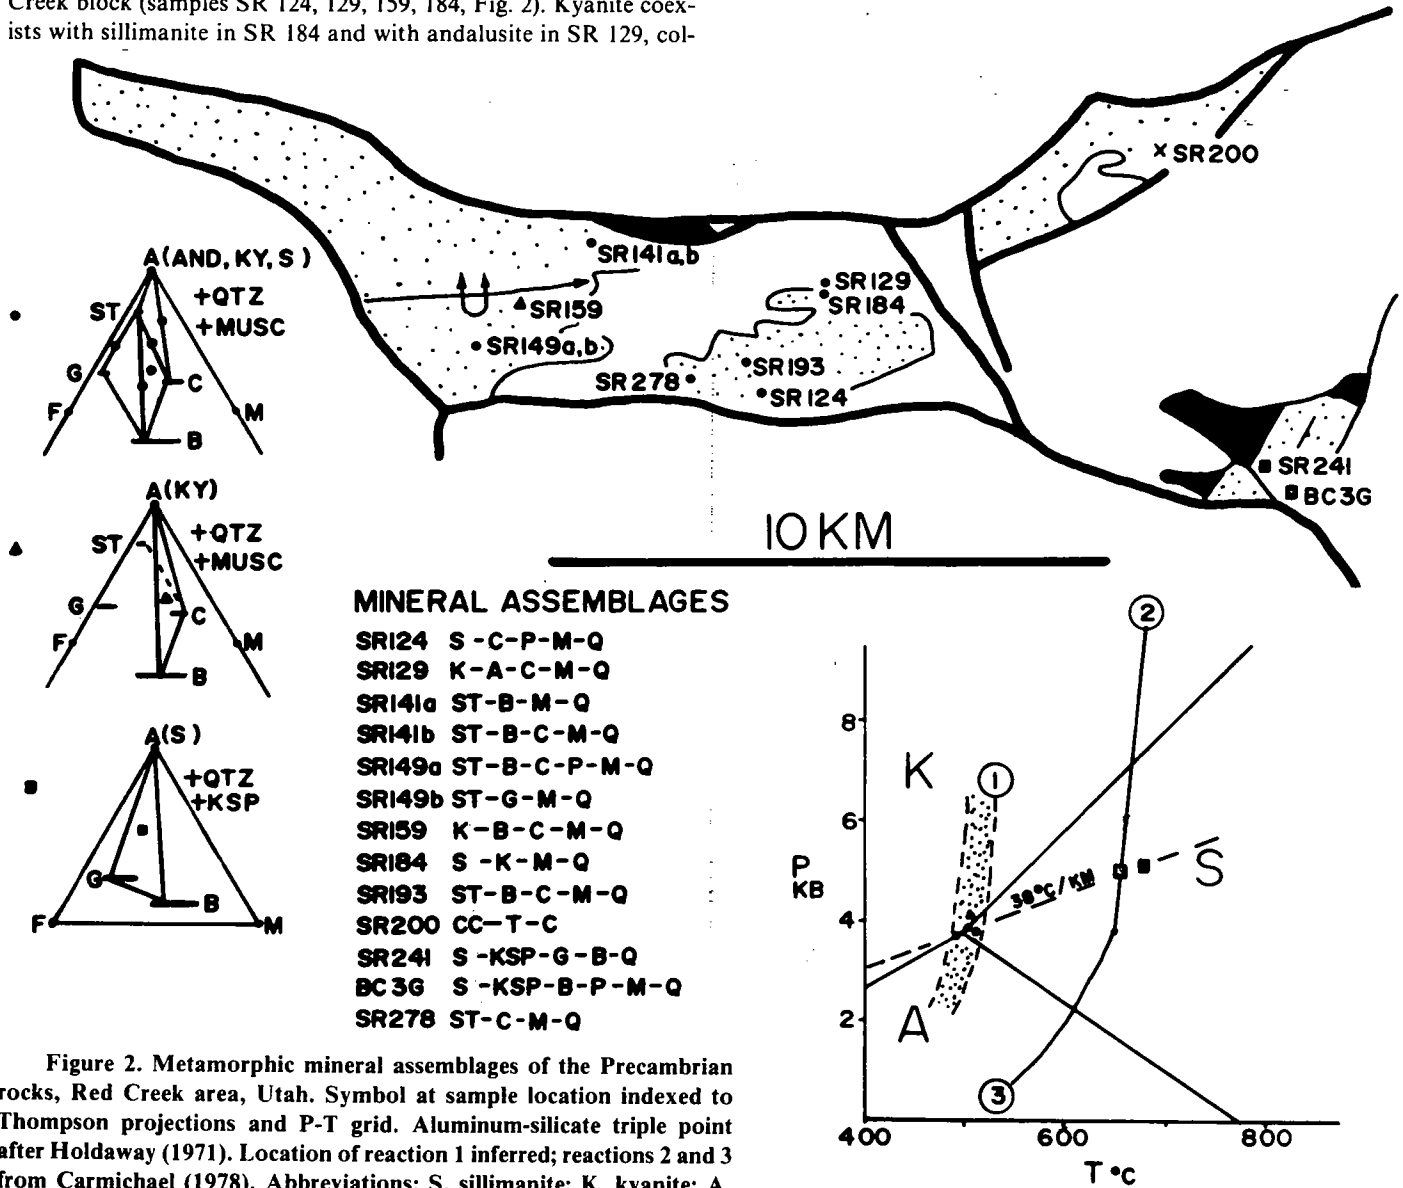 Creek block (samples SR 124, 129, 159, 184, Fig. 2). Kyanite coex-
ists with sillimanite in SR 184 and with andalusite in SR 129, col-
SR200
SR141a,b
SR129
SR184
SR159
SR149a,b
SR193
SR278
SR124
SR241
BC3G
10 KM
A(AND, KY, S)
+QTZ
+MUSC
ST
G
C
F
M
B
A(KY)
+QTZ
+MUSC
ST
G
C
F
M
B
A(S)
+QTZ
+KSP
G
B
F
M
MINERAL ASSEMBLAGES
SR124 S-C-P-M-Q
SR129 K-A-C-M-Q
SR141a ST-B-M-Q
SR141b ST-B-C-M-Q
SR149a ST-B-C-P-M-Q
SR149b ST-G-M-Q
SR159 K-B-C-M-Q
SR184 S-K-M-Q
SR193 ST-B-C-M-Q
SR200 CC-T-C
SR241 S-KSP-G-B-Q
BC3G S-KSP-B-P-M-Q
SR278 ST-C-M-Q
2
8
K
1
6
P
KB
38°C/KM
S
4
A
2
3
400
600
800
T °C
Figure 2. Metamorphic mineral assemblages of the Precambrian
rocks, Red Creek area, Utah. Symbol at sample location indexed to
Thompson projections and P-T grid. Aluminum-silicate triple point
after Holdaway (1971). Location of reaction 1 inferred; reactions 2 and 3
from Carmichael (1978). Abbreviations: S, sillimanite; K, kyanite; A,